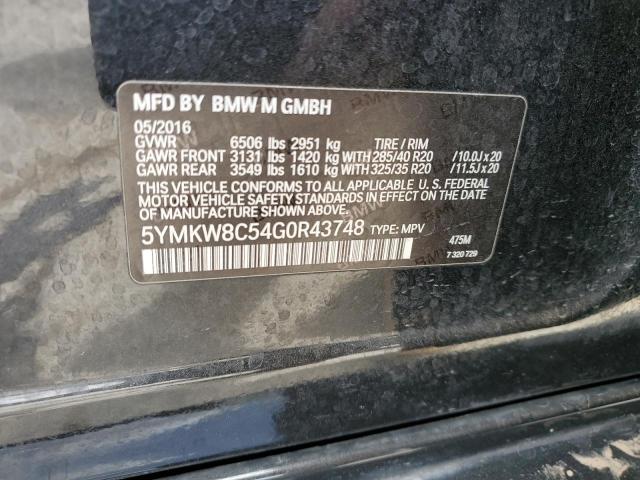 MFD BY BMW M GMBH
05/2016
GVWR 6506 lbs 2951 kg TIRE / RIM
GAWR FRONT 3131 lbs 1420 kg WITH 285/40 R20 /10.0J x 20
GAWR REAR 3549 lbs 1610 kg WITH 325/35 R20 /11.5J x 20
THIS VEHICLE CONFORMS TO ALL APPLICABLE U. S. FEDERAL
MOTOR VEHICLE SAFETY STANDARDS IN EFFECT ON THE DATE
OF MANUFACTURE SHOWN ABOVE.
5YMKW8C54G0R43748 TYPE: MPV 475M
7 320 729